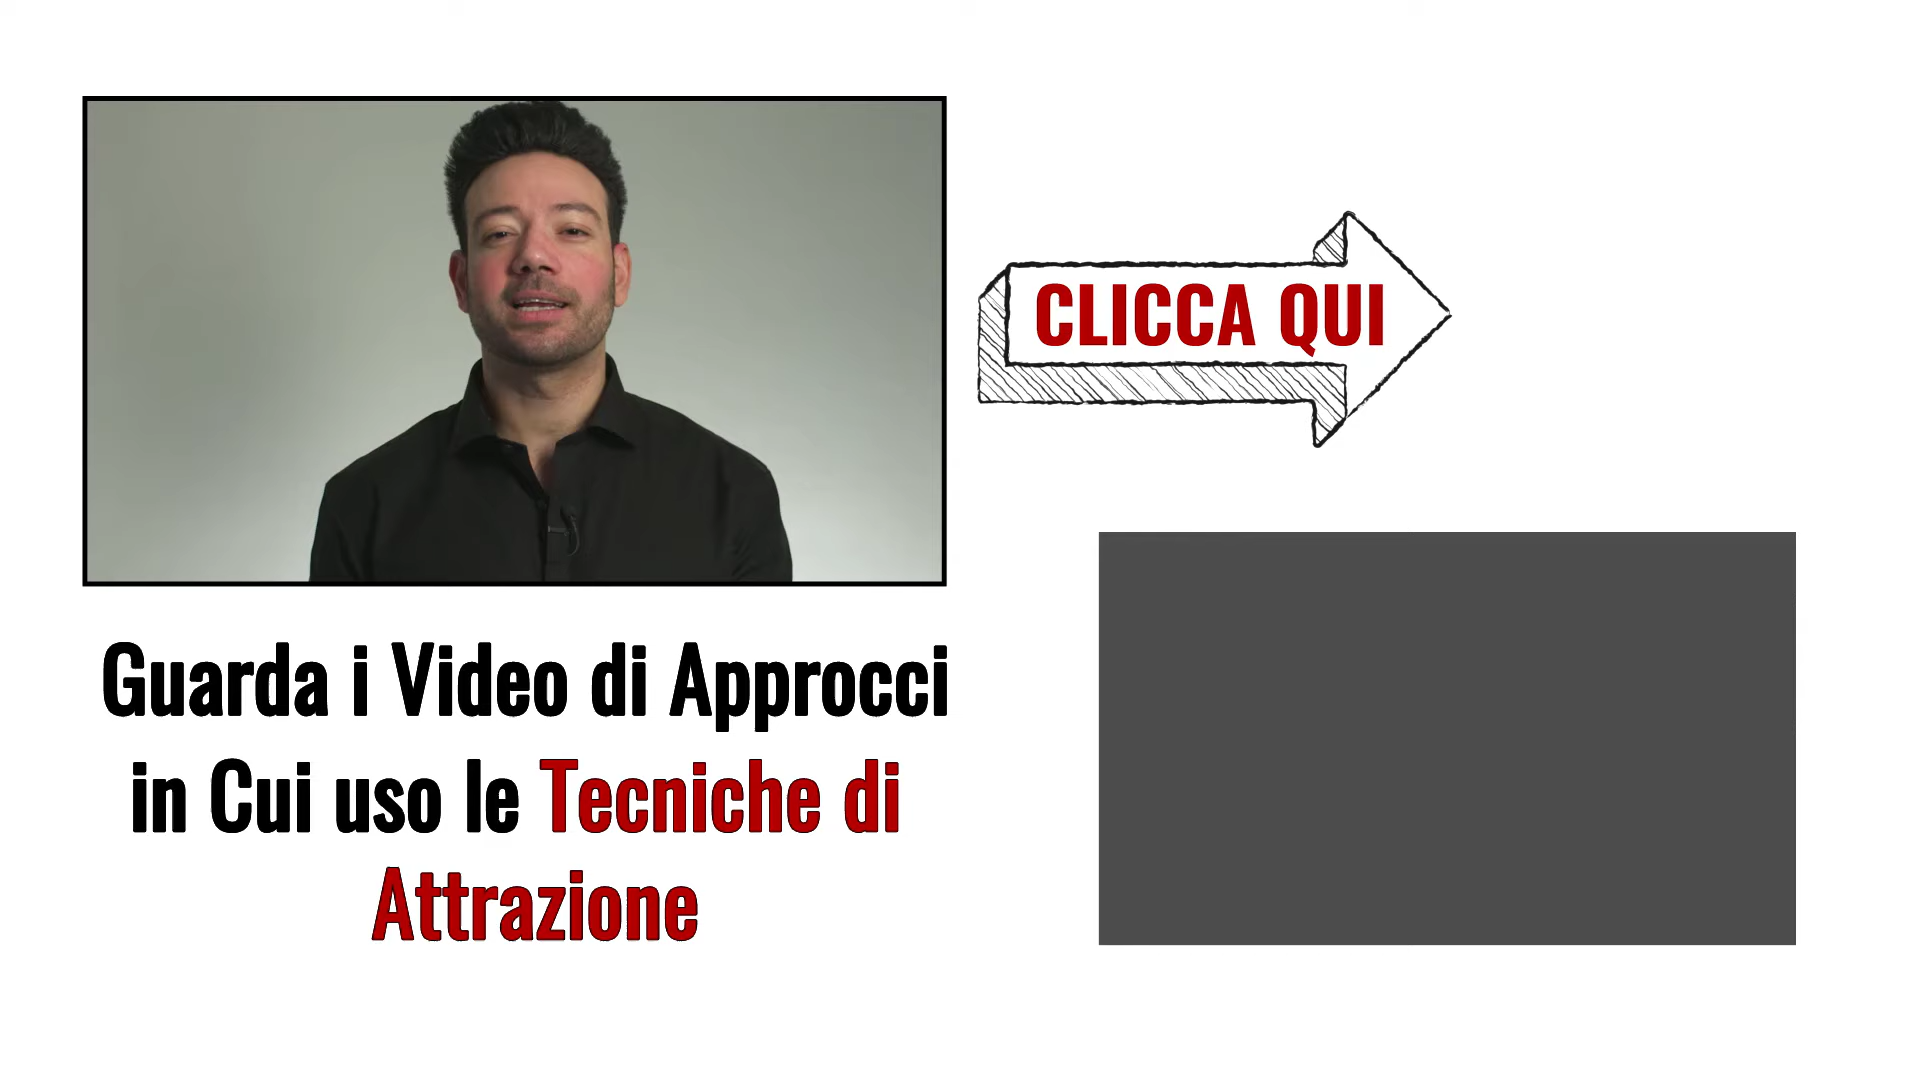 CLICCA QUI
Guarda i Video di Approcci
in Cui uso le Tecniche di
Attrazione